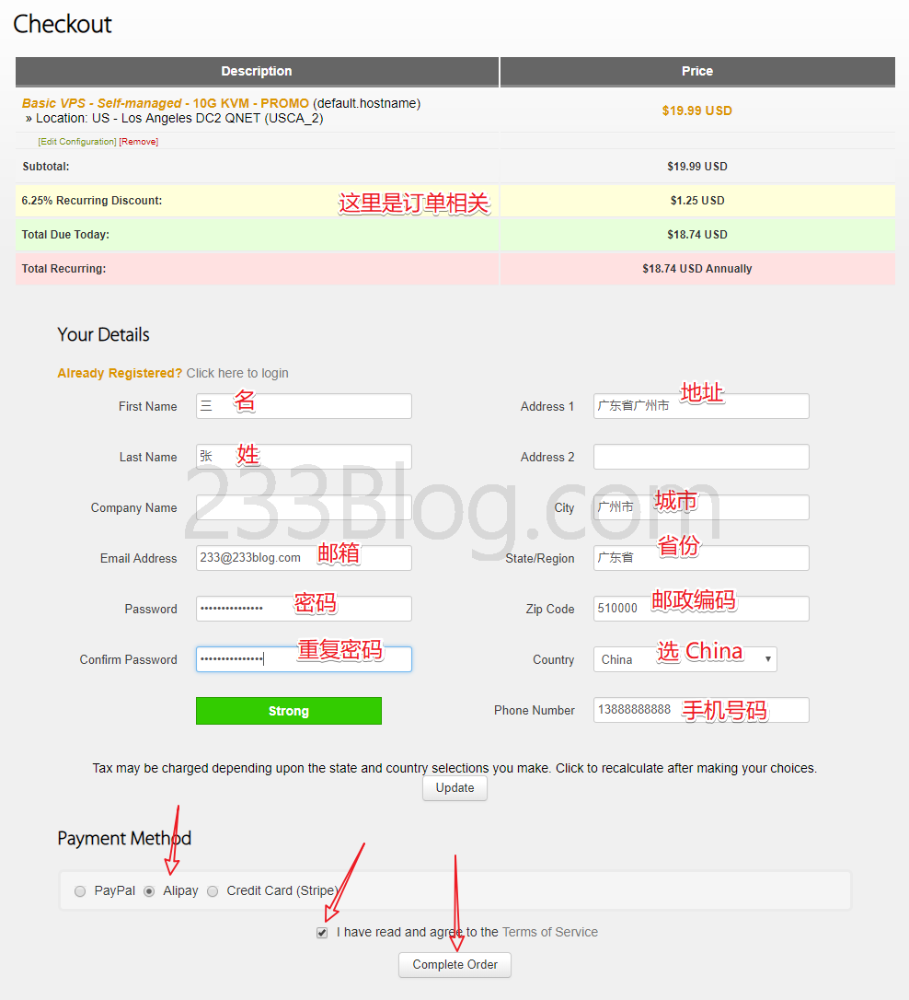 Checkout
Description Price
Basic VPS - Self-managed - 10G KVM - PROMO (default.hostname) $19.99 USD
» Location: US - Los Angeles DC2 QNET (USCA_2)
[Edit Configuration] [Remove]
Subtotal: $19.99 USD
6.25% Recurring Discount: 这里是订单相关 $1.25 USD
Total Due Today: $18.74 USD
Total Recurring: $18.74 USD Annually
Your Details
Already Registered? Click here to login
First Name 三 名 Address 1 广东省广州市 地址
Last Name 张 姓 Address 2
233Blog.com
Company Name City 广州市 城市
Email Address 233@233blog.com 邮箱 State/Region 广东省 省份
Password ••••••••••••••• 密码 Zip Code 510000 邮政编码
Confirm Password ••••••••••••••• 重复密码 Country China 选 China
Strong Phone Number 13888888888 手机号码
Tax may be charged depending upon the state and country selections you make. Click to recalculate after making your choices.
Update
Payment Method
PayPal Alipay Credit Card (Stripe)
I have read and agree to the Terms of Service
Complete Order